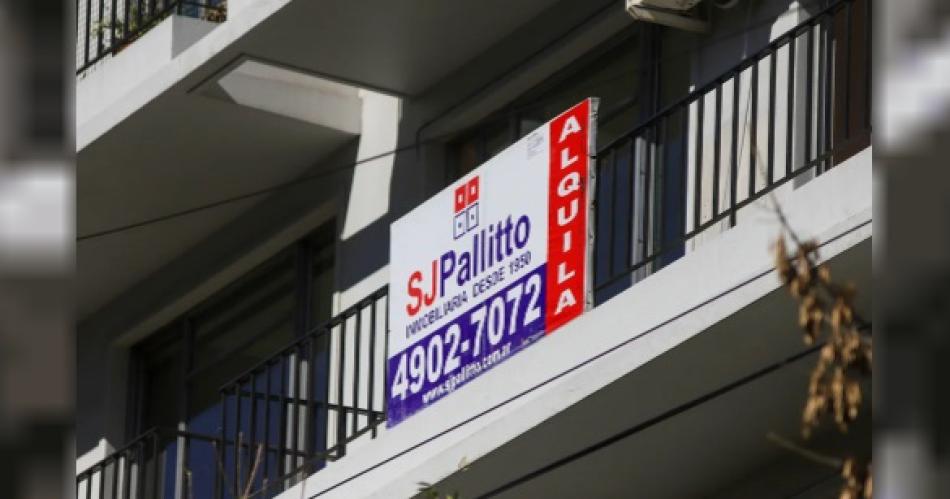 SJPallitto
INMOBILIARIA DESDE 1950
4902-7072
www.sjpallitto.com.ar
ALQUILA